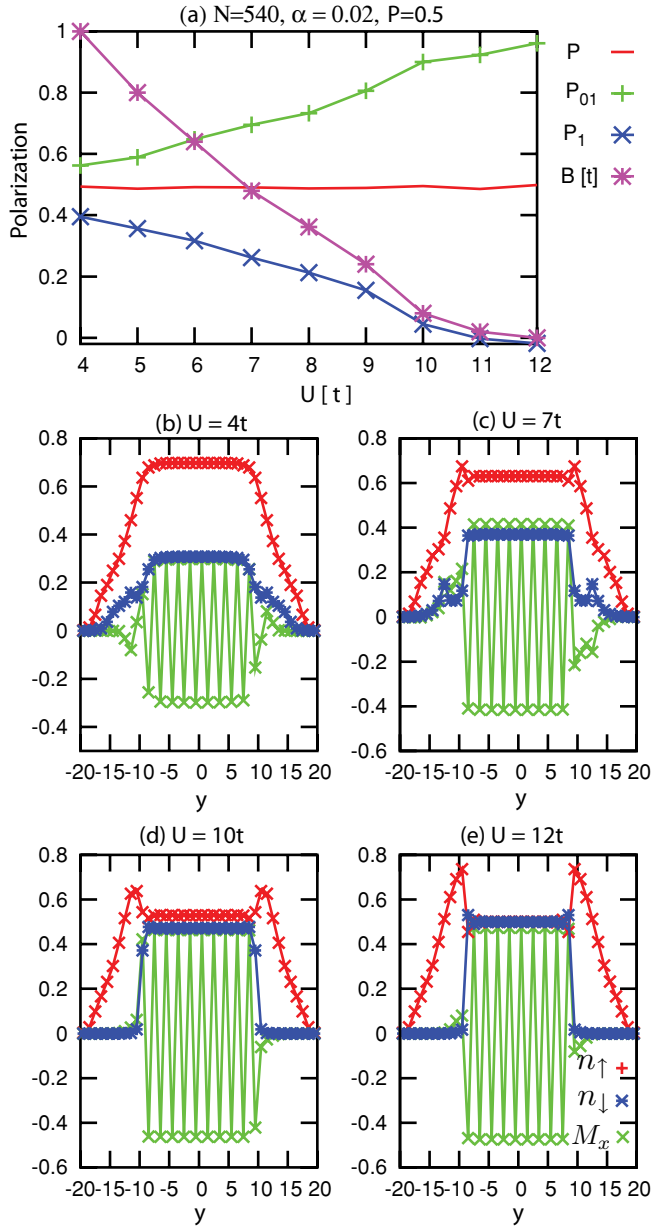 (a) N=540, α = 0.02, P=0.5
1
0.8
0.6
0.4
0.2
0
Polarization
4 5 6 7 8 9 10 11 12
U [ t ]
P
P01
P1
B [t]
(b) U = 4t
0.8
0.6
0.4
0.2
0
-0.2
-0.4
-20-15-10 -5 0 5 10 15 20
y
(c) U = 7t
0.8
0.6
0.4
0.2
0
-0.2
-0.4
-0.6
-20-15-10 -5 0 5 10 15 20
y
(d) U = 10t
0.8
0.6
0.4
0.2
0
-0.2
-0.4
-0.6
-20-15-10 -5 0 5 10 15 20
y
(e) U = 12t
0.8
0.6
0.4
0.2
0
-0.2
-0.4
-0.6
-20-15-10 -5 0 5 10 15 20
y
n↑
n↓
Mx